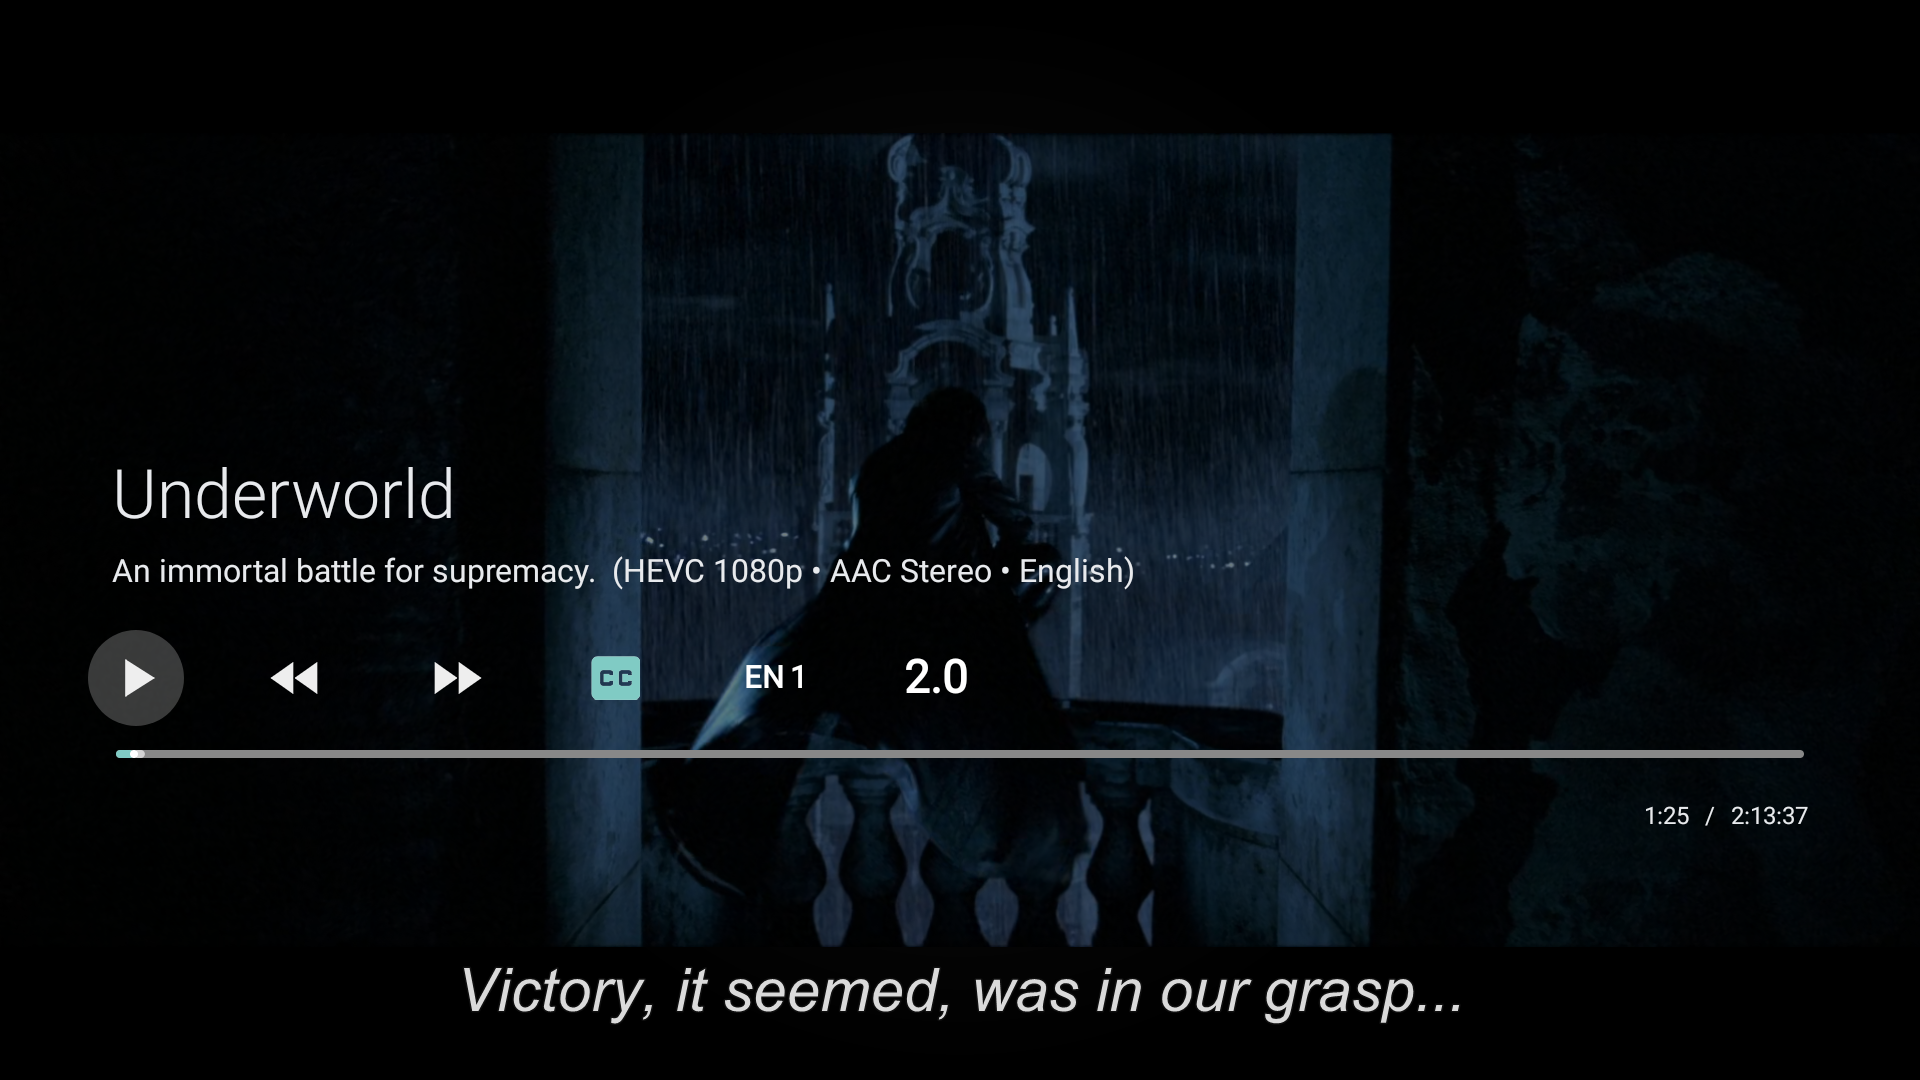 Underworld
An immortal battle for supremacy.  (HEVC 1080p • AAC Stereo • English)
CC EN 1 2.0
1:25 / 2:13:37
Victory, it seemed, was in our grasp...